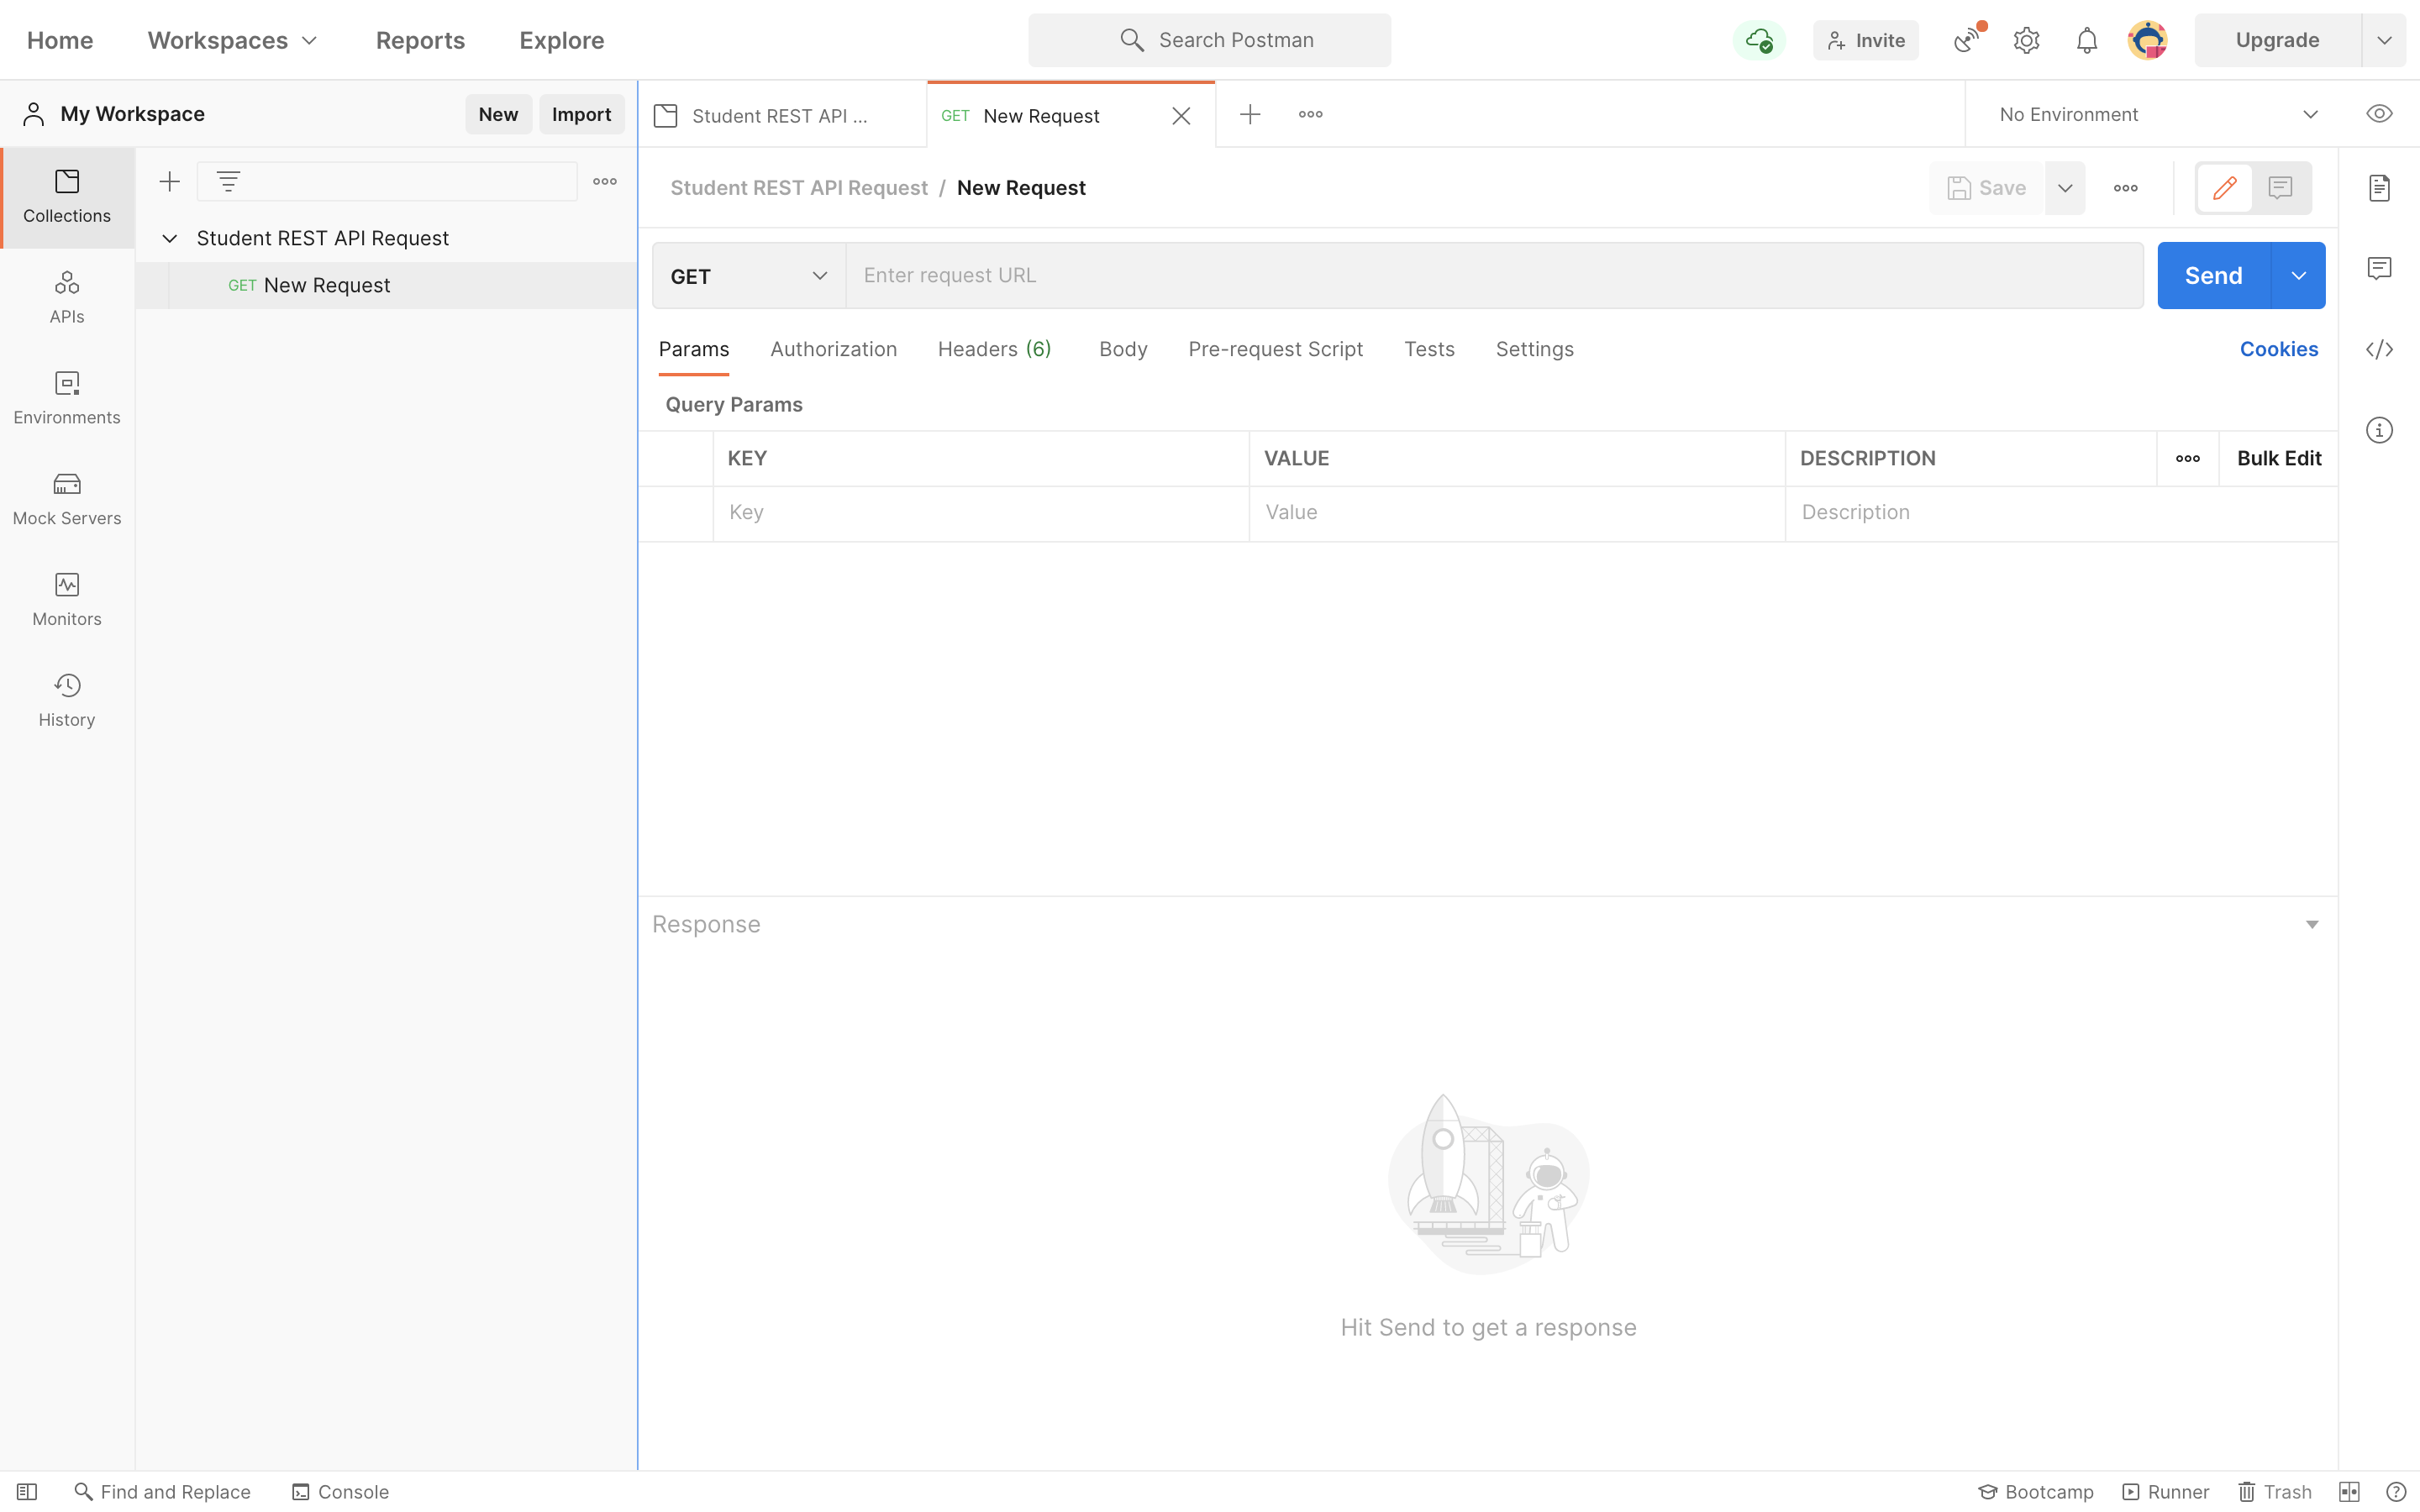 Home Workspaces Reports Explore Search Postman Invite Upgrade
My Workspace New Import Student REST API ... GET New Request No Environment
Student REST API Request / New Request Save
Collections
Student REST API Request
GET New Request
GET Enter request URL Send
APIs
Params Authorization Headers (6) Body Pre-request Script Tests Settings Cookies
Query Params
Environments
KEY VALUE DESCRIPTION Bulk Edit
Key Value Description
Mock Servers
Monitors
History
Response
Hit Send to get a response
Find and Replace Console Bootcamp Runner Trash